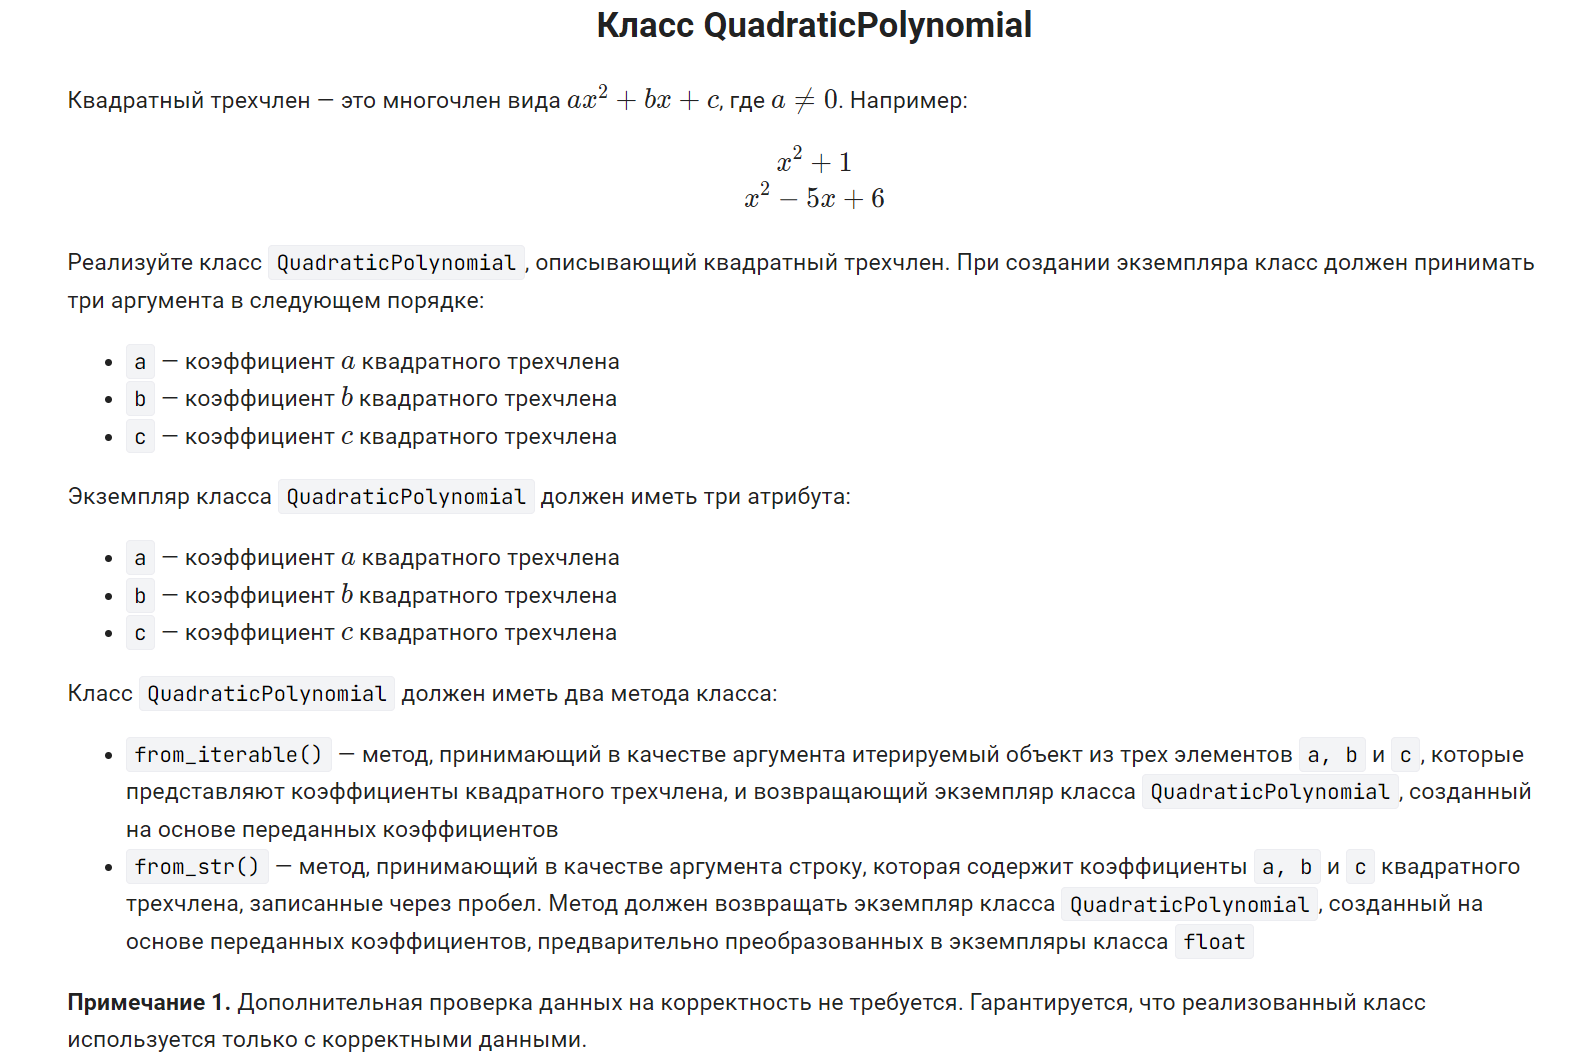 Класс QuadraticPolynomial
Квадратный трехчлен — это многочлен вида ax² + bx + c, где a ≠ 0. Например:
x² + 1
x² − 5x + 6
Реализуйте класс QuadraticPolynomial, описывающий квадратный трехчлен. При создании экземпляра класс должен принимать
три аргумента в следующем порядке:
• a — коэффициент a квадратного трехчлена
• b — коэффициент b квадратного трехчлена
• c — коэффициент c квадратного трехчлена
Экземпляр класса QuadraticPolynomial должен иметь три атрибута:
• a — коэффициент a квадратного трехчлена
• b — коэффициент b квадратного трехчлена
• c — коэффициент c квадратного трехчлена
Класс QuadraticPolynomial должен иметь два метода класса:
• from_iterable() — метод, принимающий в качестве аргумента итерируемый объект из трех элементов a, b и c, которые
представляют коэффициенты квадратного трехчлена, и возвращающий экземпляр класса QuadraticPolynomial, созданный
на основе переданных коэффициентов
• from_str() — метод, принимающий в качестве аргумента строку, которая содержит коэффициенты a, b и c квадратного
трехчлена, записанные через пробел. Метод должен возвращать экземпляр класса QuadraticPolynomial, созданный на
основе переданных коэффициентов, предварительно преобразованных в экземпляры класса float
Примечание 1. Дополнительная проверка данных на корректность не требуется. Гарантируется, что реализованный класс
используется только с корректными данными.